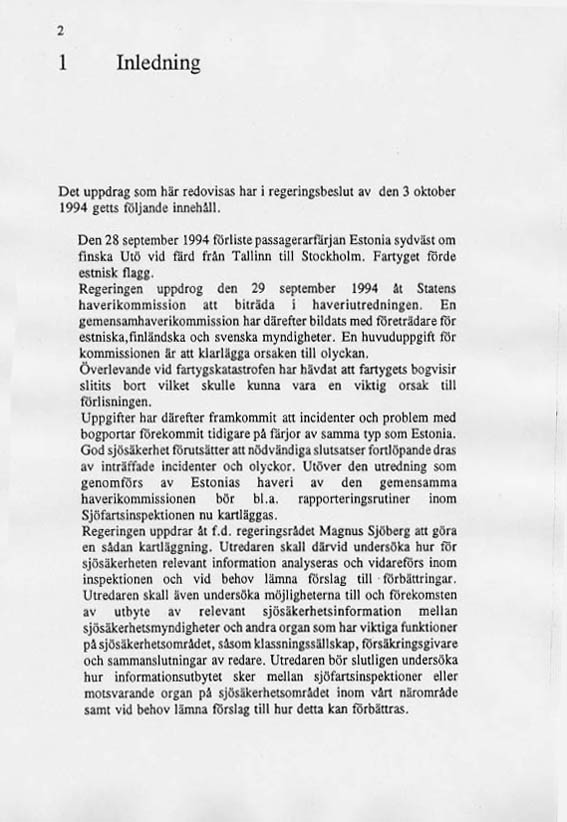 2
1 Inledning
Det uppdrag som här redovisas har i regeringsbeslut av den 3 oktober
1994 getts följande innehåll.
Den 28 september 1994 förliste passagerarfärjan Estonia sydväst om
finska Utö vid färd från Tallinn till Stockholm. Fartyget förde
estnisk flagg.
Regeringen uppdrog den 29 september 1994 åt Statens
haverikommission att biträda i haveriutredningen. En
gemensamhaverikommission har därefter bildats med företrädare för
estniska,finländska och svenska myndigheter. En huvuduppgift för
kommissionen är att klarlägga orsaken till olyckan.
Överlevande vid fartygskatastrofen har hävdat att fartygets bogvisir
slitits bort vilket skulle kunna vara en viktig orsak till
förlisningen.
Uppgifter har därefter framkommit att incidenter och problem med
bogportar förekommit tidigare på färjor av samma typ som Estonia.
God sjösäkerhet förutsätter att nödvändiga slutsatser fortlöpande dras
av inträffade incidenter och olyckor. Utöver den utredning som
genomförs av Estonias haveri av den gemensamma
haverikommissionen bör bl.a. rapporteringsrutiner inom
Sjöfartsinspektionen nu kartläggas.
Regeringen uppdrar åt f.d. regeringsrådet Magnus Sjöberg att göra
en sådan kartläggning. Utredaren skall därvid undersöka hur för
sjösäkerheten relevant information analyseras och vidareförs inom
inspektionen och vid behov lämna förslag till förbättringar.
Utredaren skall även undersöka möjligheterna till och förekomsten
av utbyte av relevant sjösäkerhetsinformation mellan
sjösäkerhetsmyndigheter och andra organ som har viktiga funktioner
på sjösäkerhetsområdet, såsom klassningssällskap, försäkringsgivare
och sammanslutningar av redare. Utredaren bör slutligen undersöka
hur informationsutbytet sker mellan sjöfartsinspektioner eller
motsvarande organ på sjösäkerhetsområdet inom vårt närområde
samt vid behov lämna förslag till hur detta kan förbättras.